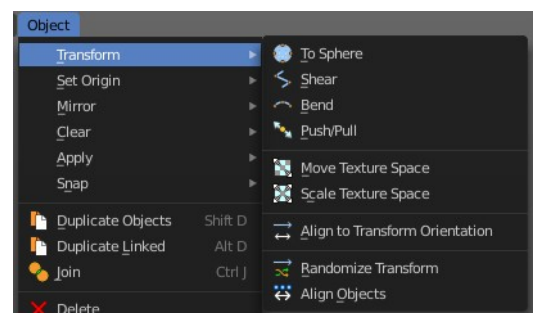 Object
Transform
Set Origin
Mirror
Clear
Apply
Snap
Duplicate Objects Shift D
Duplicate Linked Alt D
Join Ctrl J
Delete
To Sphere
Shear
Bend
Push/Pull
Move Texture Space
Scale Texture Space
Align to Transform Orientation
Randomize Transform
Align Objects